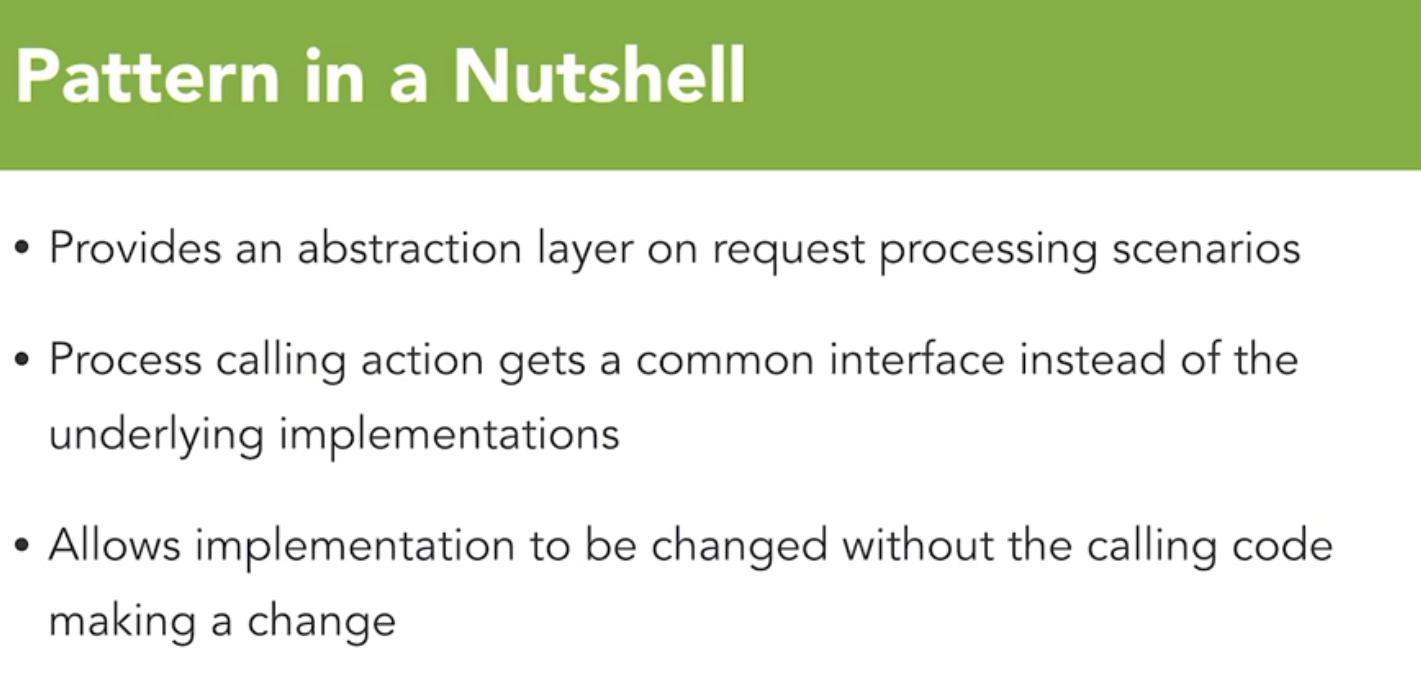 Pattern in a Nutshell
• Provides an abstraction layer on request processing scenarios
• Process calling action gets a common interface instead of the
underlying implementations
• Allows implementation to be changed without the calling code
making a change